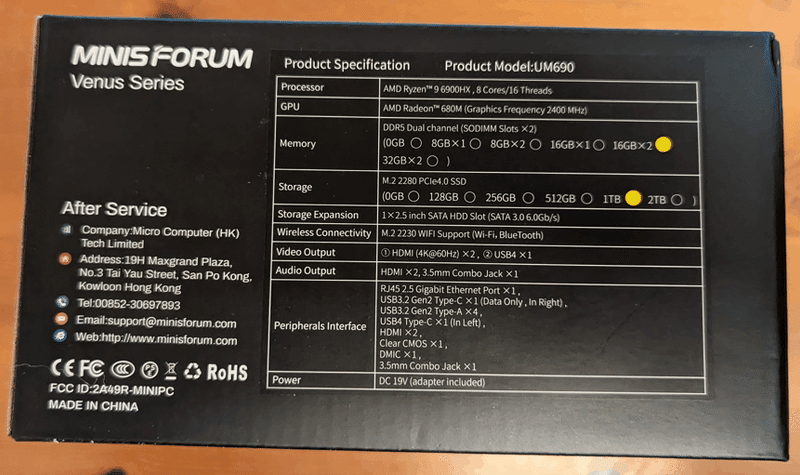 MINISFORUM
Venus Series
After Service
Company:Micro Computer (HK)
Tech Limited
Address:19H Maxgrand Plaza,
No.3 Tai Yau Street, San Po Kong,
Kowloon Hong Kong
Tel:00852-30697893
Email:support@minisforum.com
Web:http://www.minisforum.com
CE FC CCC PS RoHS
FCC ID:2A49R-MINIPC
MADE IN CHINA
Product Specification Product Model:UM690
Processor AMD Ryzen™ 9 6900HX , 8 Cores/16 Threads
GPU AMD Radeon™ 680M (Graphics Frequency 2400 MHz)
Memory DDR5 Dual channel (SODIMM Slots ×2)
(0GB ○ 8GB×1 ○ 8GB×2 ○ 16GB×1 ○ 16GB×2
32GB×2 ○ )
Storage M.2 2280 PCIe4.0 SSD
(0GB ○ 128GB ○ 256GB ○ 512GB ○ 1TB 2TB ○ )
Storage Expansion 1×2.5 inch SATA HDD Slot (SATA 3.0 6.0Gb/s)
Wireless Connectivity M.2 2230 WIFI Support (Wi-Fi, BlueTooth)
Video Output ① HDMI (4K@60Hz) ×2 , ② USB4 ×1
Audio Output HDMI ×2, 3.5mm Combo Jack ×1
Peripherals Interface RJ45 2.5 Gigabit Ethernet Port ×1 ,
USB3.2 Gen2 Type-C ×1 (Data Only , In Right) ,
USB3.2 Gen2 Type-A ×4 ,
USB4 Type-C ×1 (In Left) ,
HDMI ×2 ,
Clear CMOS ×1 ,
DMIC ×1 ,
3.5mm Combo Jack ×1
Power DC 19V (adapter included)